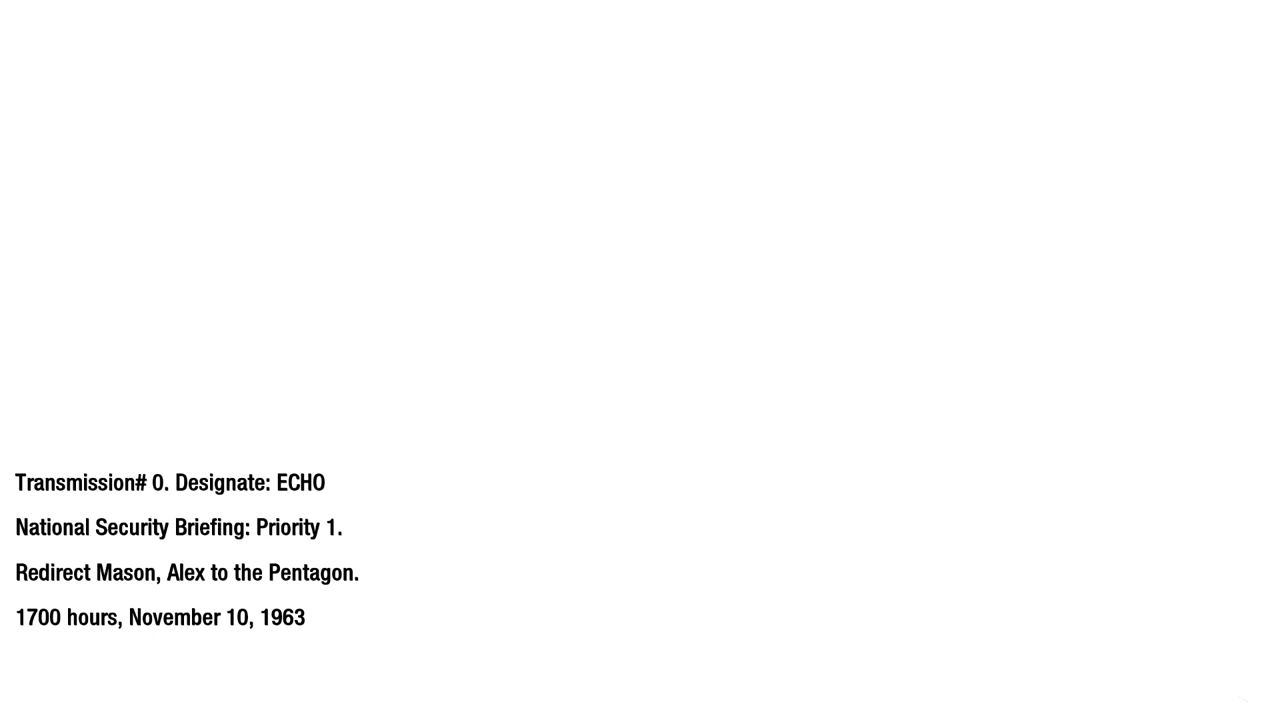 Transmission# 0. Designate: ECHO
National Security Briefing: Priority 1.
Redirect Mason, Alex to the Pentagon.
1700 hours, November 10, 1963